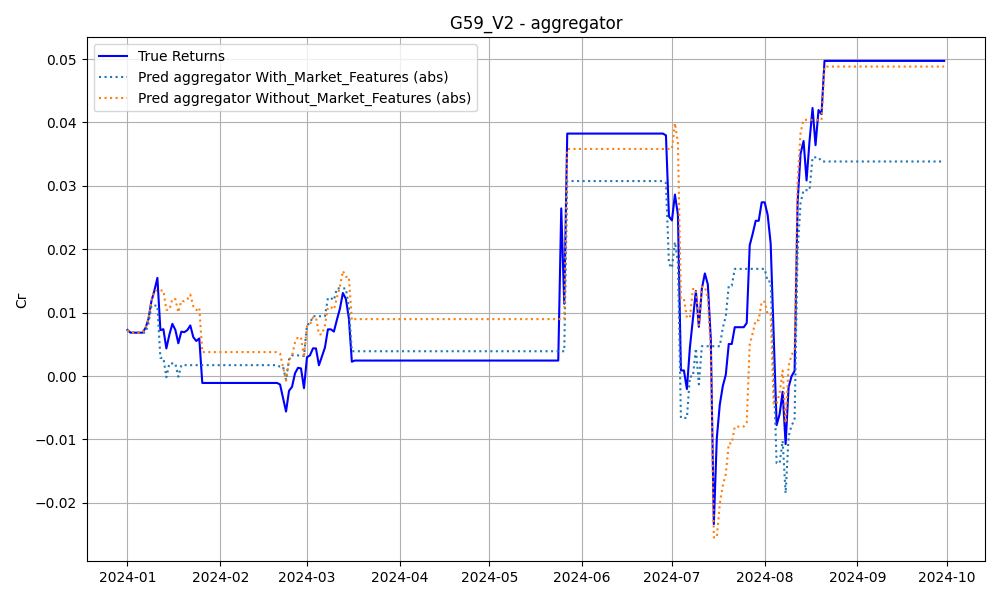 G59_V2 - aggregator
True Returns
Pred aggregator With_Market_Features (abs)
Pred aggregator Without_Market_Features (abs)
Cr
0.05
0.04
0.03
0.02
0.01
0.00
−0.01
−0.02
2024-01 2024-02 2024-03 2024-04 2024-05 2024-06 2024-07 2024-08 2024-09 2024-10